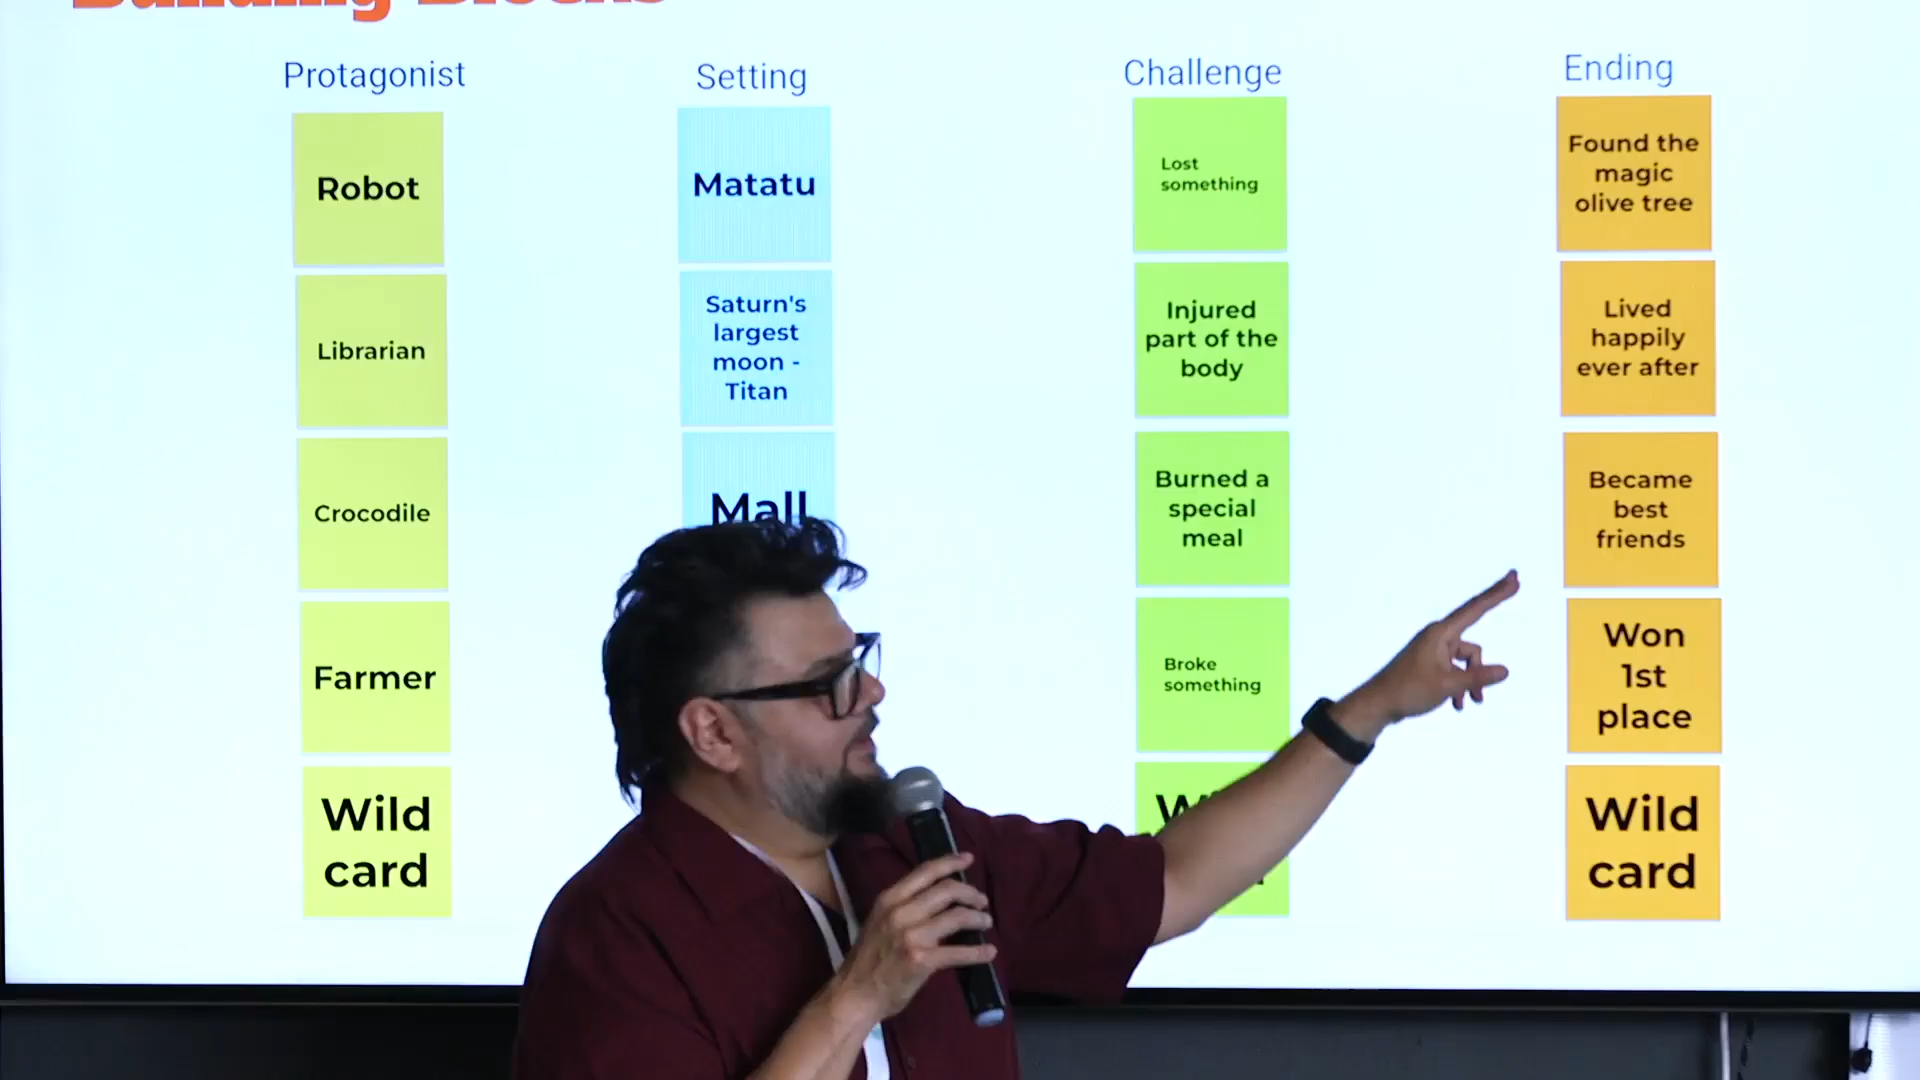 Building Blocks
Protagonist
Setting
Challenge
Ending
Robot
Matatu
Lost
something
Found the
magic
olive tree
Librarian
Saturn's
largest
moon -
Titan
Injured
part of the
body
Lived
happily
ever after
Crocodile
Mall
Burned a
special
meal
Became
best
friends
Farmer
Broke
something
Won
1st
place
Wild
card
Wild
card